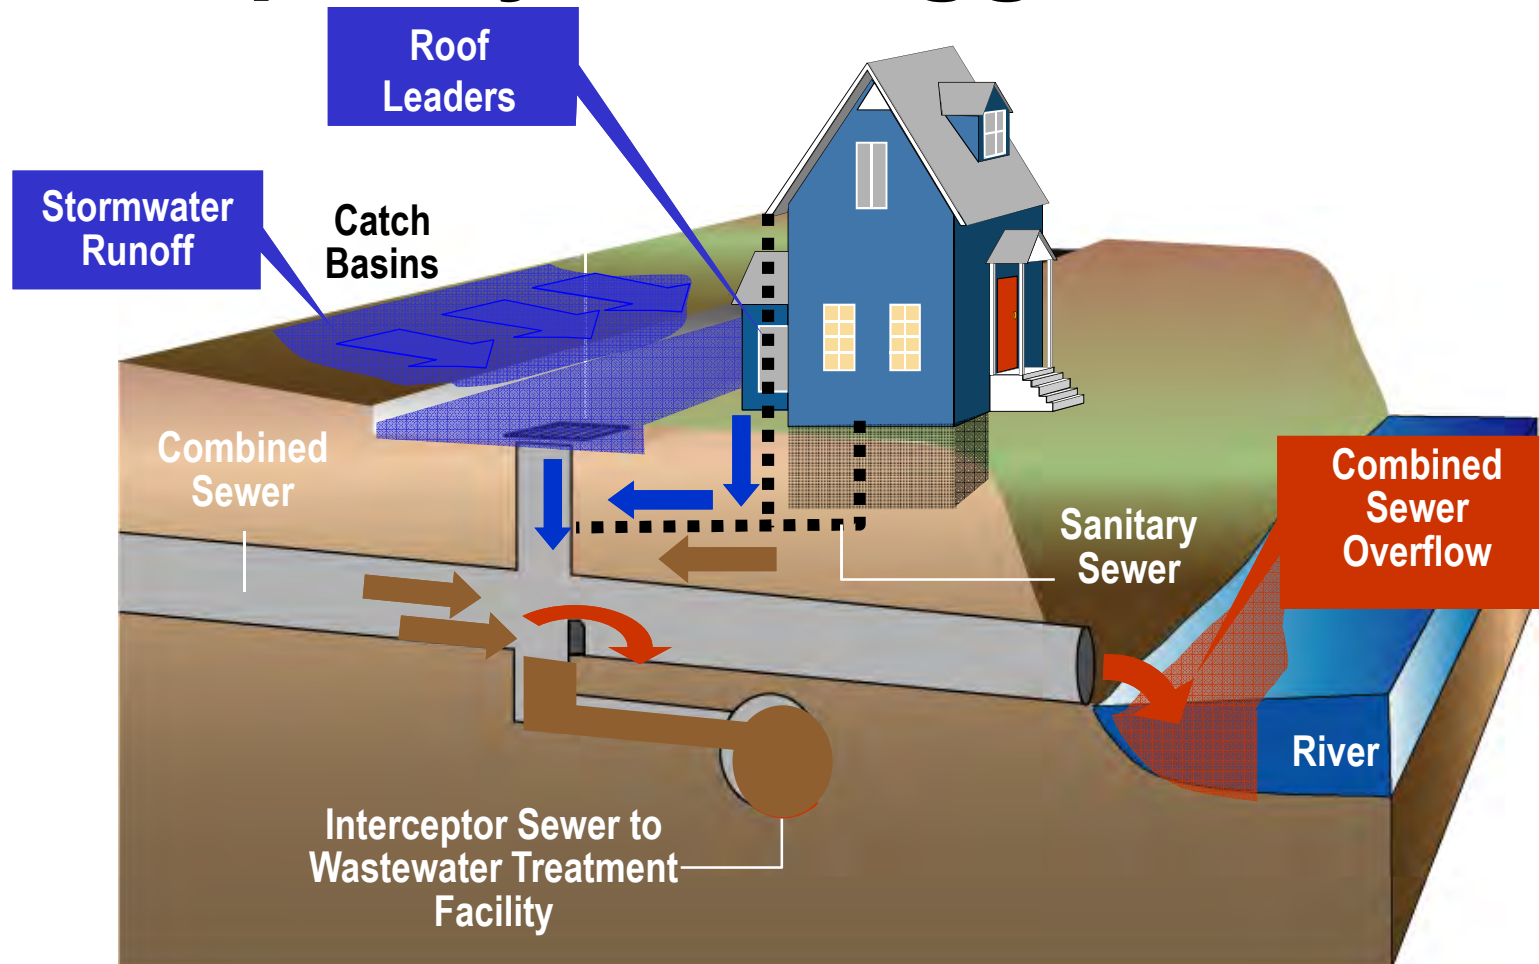 Roof
Leaders
Stormwater
Runoff
Catch
Basins
Combined
Sewer
Sanitary
Sewer
Combined
Sewer
Overflow
River
Interceptor Sewer to
Wastewater Treatment
Facility